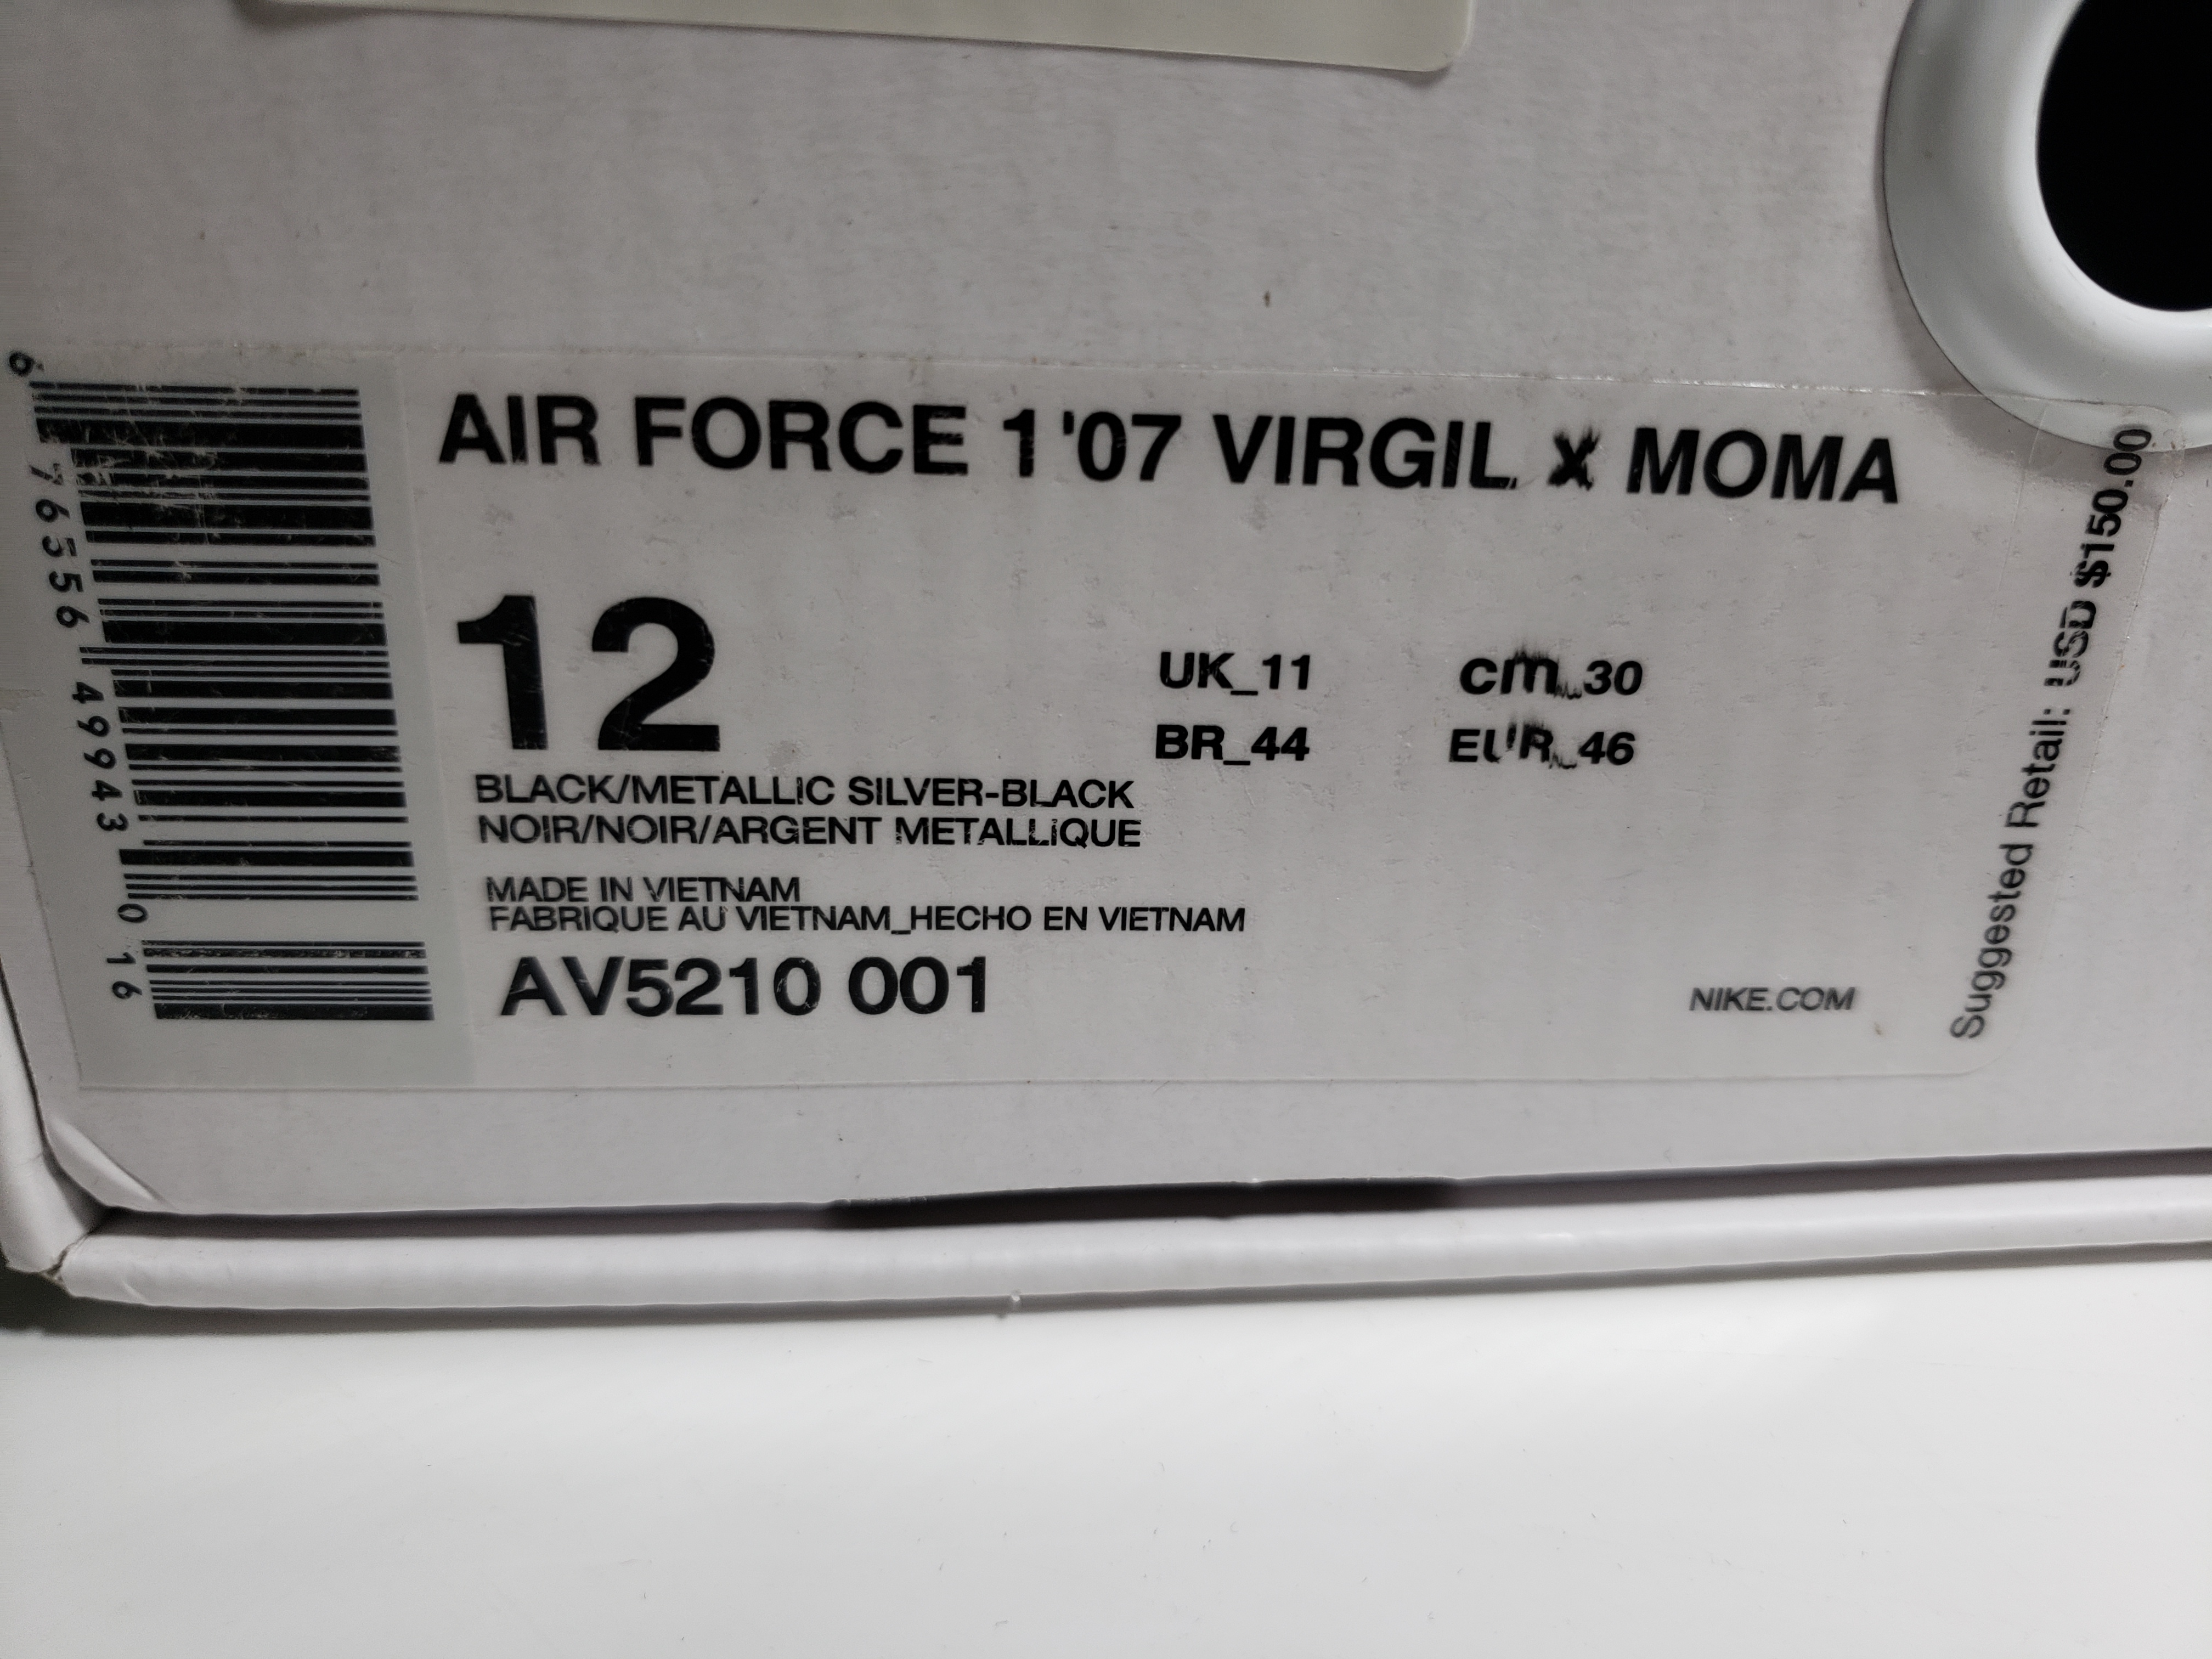 AIR FORCE 1 '07 VIRGIL x MOMA
12
UK_11 cm_30
BR_44 EUR_46
BLACK/METALLIC SILVER-BLACK
NOIR/NOIR/ARGENT METALLIQUE
MADE IN VIETNAM
FABRIQUE AU VIETNAM_HECHO EN VIETNAM
AV5210 001
NIKE.COM
Suggested Retail: USD $150.00
6 76556 49943 0 16